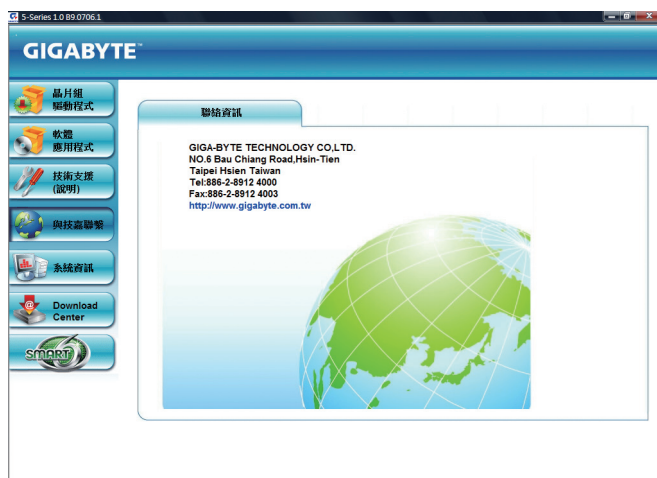 5-Series 1.0 B9.0706.1
GIGABYTE™
晶片組
驅動程式
軟體
應用程式
技術支援
(說明)
與技嘉聯繫
系統資訊
Download
Center
SMART 6
聯絡資訊
GIGA-BYTE TECHNOLOGY CO,LTD.
NO.6 Bau Chiang Road,Hsin-Tien
Taipei Hsien Taiwan
Tel:886-2-8912 4000
Fax:886-2-8912 4003
http://www.gigabyte.com.tw